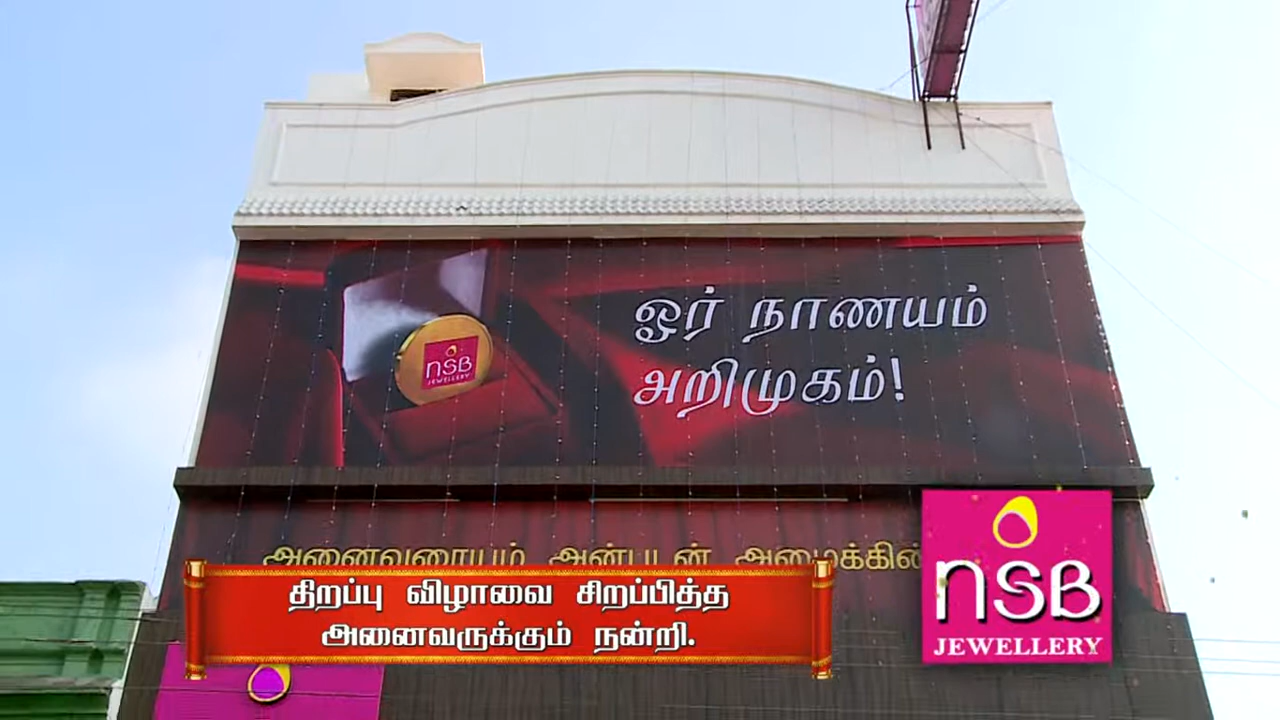 nSB
JEWELLERY
ஓர் நாணயம்
அறிமுகம்!
அனைவரையும் அன்புடன் அழைக்கின்
திறப்பு விழாவை சிறப்பித்த
அனைவருக்கும் நன்றி.
nSB
JEWELLERY